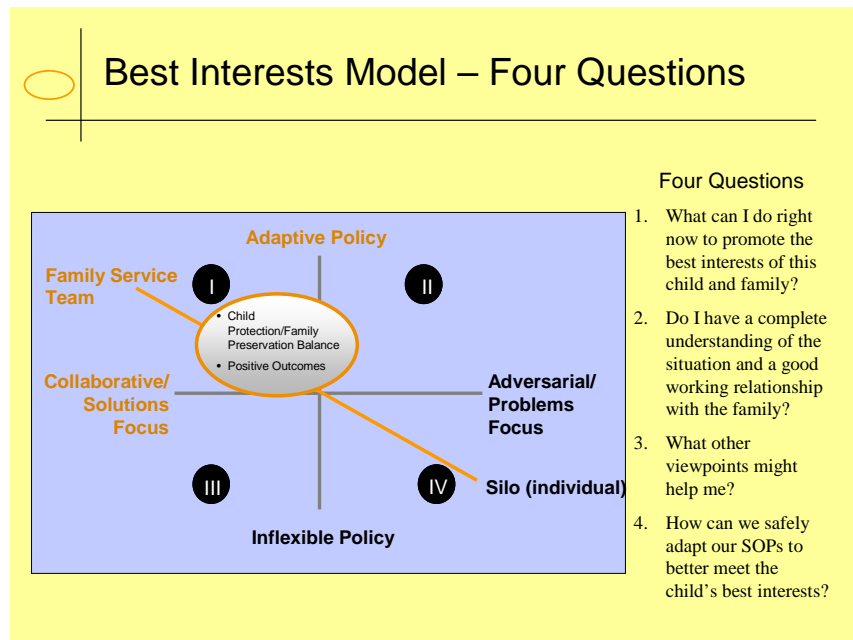 Best Interests Model – Four Questions
Adaptive Policy
Family Service
Team
I
II
• Child
Protection/Family
Preservation Balance
• Positive Outcomes
Collaborative/
Solutions
Focus
Adversarial/
Problems
Focus
III
IV
Silo (individual)
Inflexible Policy
Four Questions
1. What can I do right
now to promote the
best interests of this
child and family?
2. Do I have a complete
understanding of the
situation and a good
working relationship
with the family?
3. What other
viewpoints might
help me?
4. How can we safely
adapt our SOPs to
better meet the
child’s best interests?